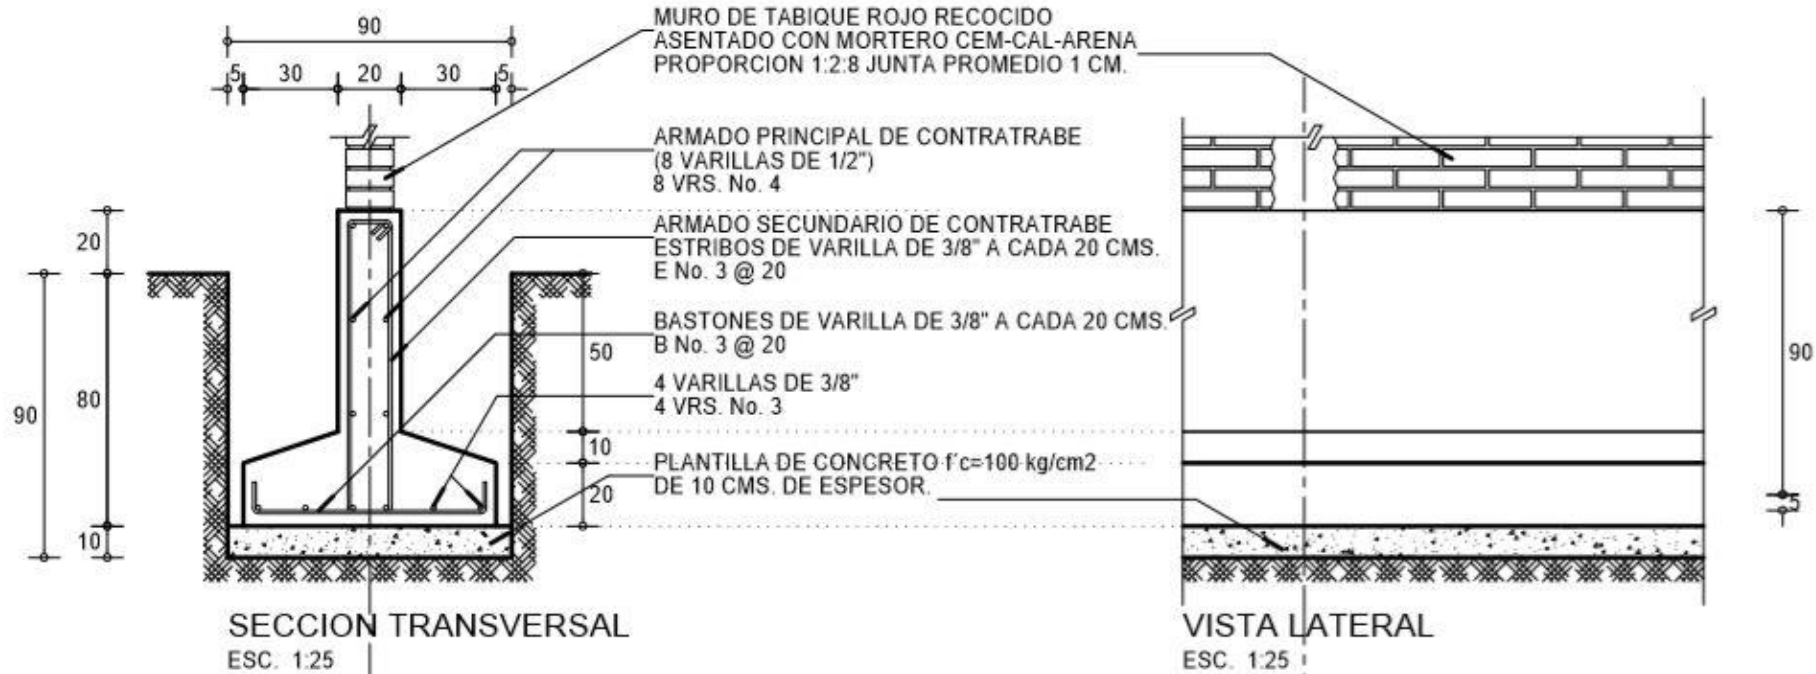 90
5 30 20 30 5
MURO DE TABIQUE ROJO RECOCIDO
ASENTADO CON MORTERO CEM-CAL-ARENA
PROPORCION 1:2:8 JUNTA PROMEDIO 1 CM.
ARMADO PRINCIPAL DE CONTRATRABE
(8 VARILLAS DE 1/2")
8 VRS. No. 4
ARMADO SECUNDARIO DE CONTRATRABE
ESTRIBOS DE VARILLA DE 3/8" A CADA 20 CMS.
E No. 3 @ 20
BASTONES DE VARILLA DE 3/8" A CADA 20 CMS.
B No. 3 @ 20
4 VARILLAS DE 3/8"
4 VRS. No. 3
PLANTILLA DE CONCRETO f'c=100 kg/cm2
DE 10 CMS. DE ESPESOR.
20
90
80
10
50
10
20
90
5
SECCION TRANSVERSAL
ESC. 1:25
VISTA LATERAL
ESC. 1:25